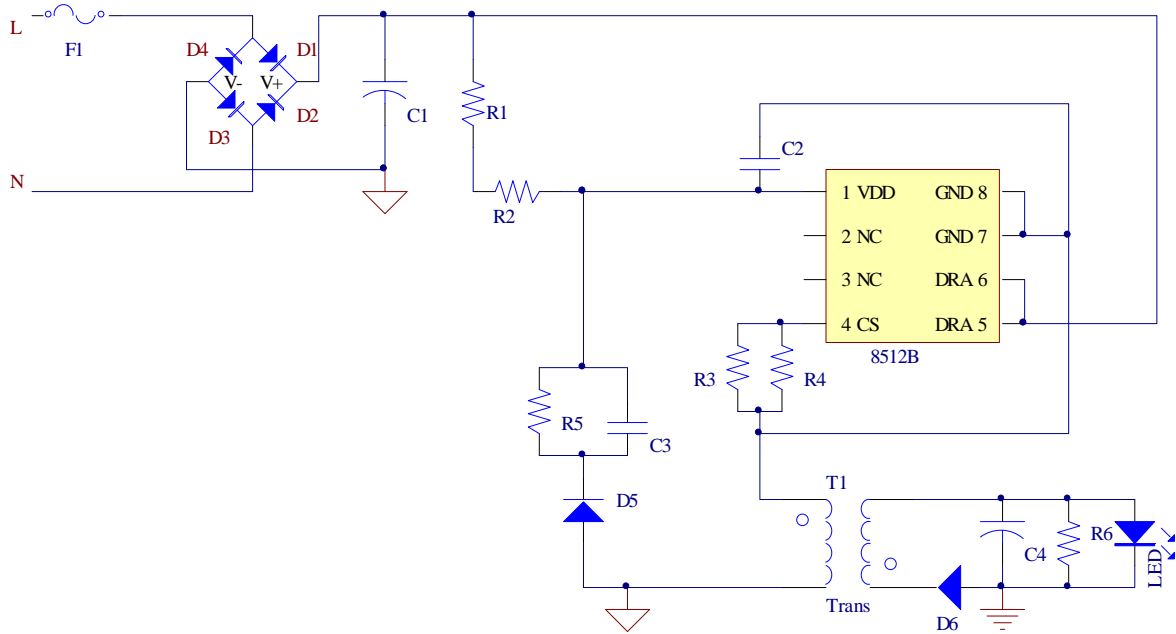 L
F1
D4
D1
V-
V+
D3
D2
C1
R1
C2
N
R2
1 VDD
GND 8
2 NC
GND 7
3 NC
DRA 6
4 CS
DRA 5
8512B
R3
R4
R5
C3
D5
T1
Trans
D6
C4
R6
LED